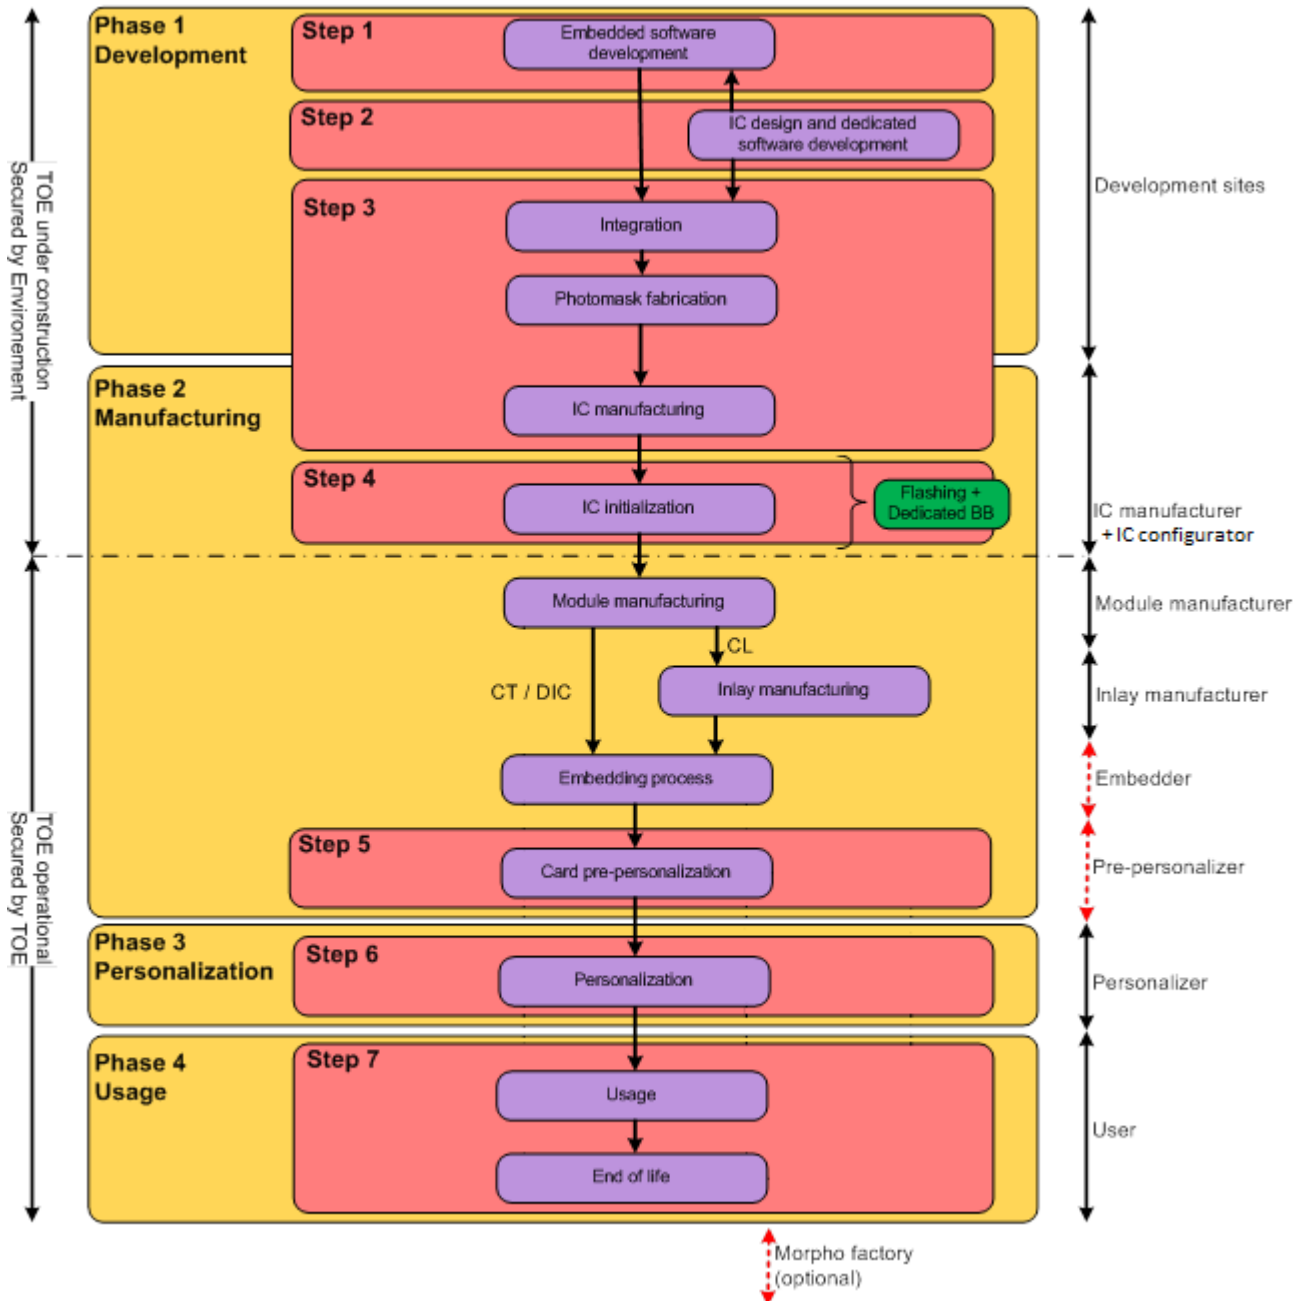 Phase 1
Development
Step 1
Embedded software
development
Step 2
IC design and dedicated
software development
Step 3
Integration
Photomask fabrication
Development sites
TOE under construction
Secured by Environement
Phase 2
Manufacturing
IC manufacturing
Step 4
IC initialization
Flashing +
Dedicated BB
IC manufacturer
+ IC configurator
Module manufacturing
Module manufacturer
CL
CT / DIC
Inlay manufacturing
Inlay manufacturer
Embedding process
Embedder
Step 5
Card pre-personalization
Pre-personalizer
TOE operational
Secured by TOE
Phase 3
Personalization
Step 6
Personalization
Personalizer
Phase 4
Usage
Step 7
Usage
End of life
User
Morpho factory
(optional)